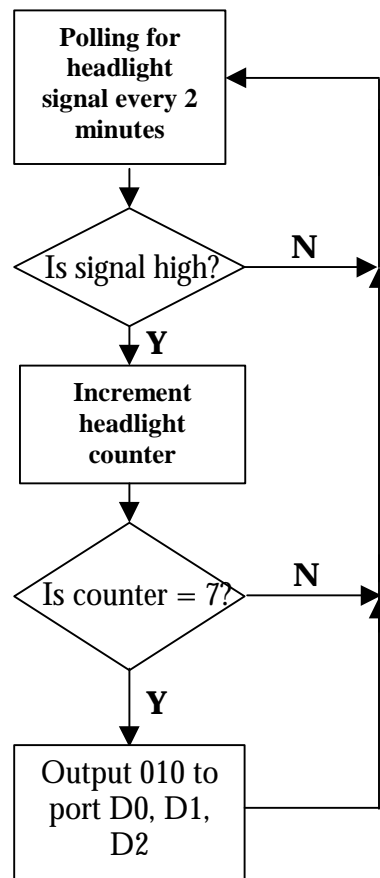 Polling for
headlight
signal every 2
minutes
Is signal high?
N
Y
Increment
headlight
counter
Is counter = 7?
N
Y
Output 010 to
port D0, D1,
D2